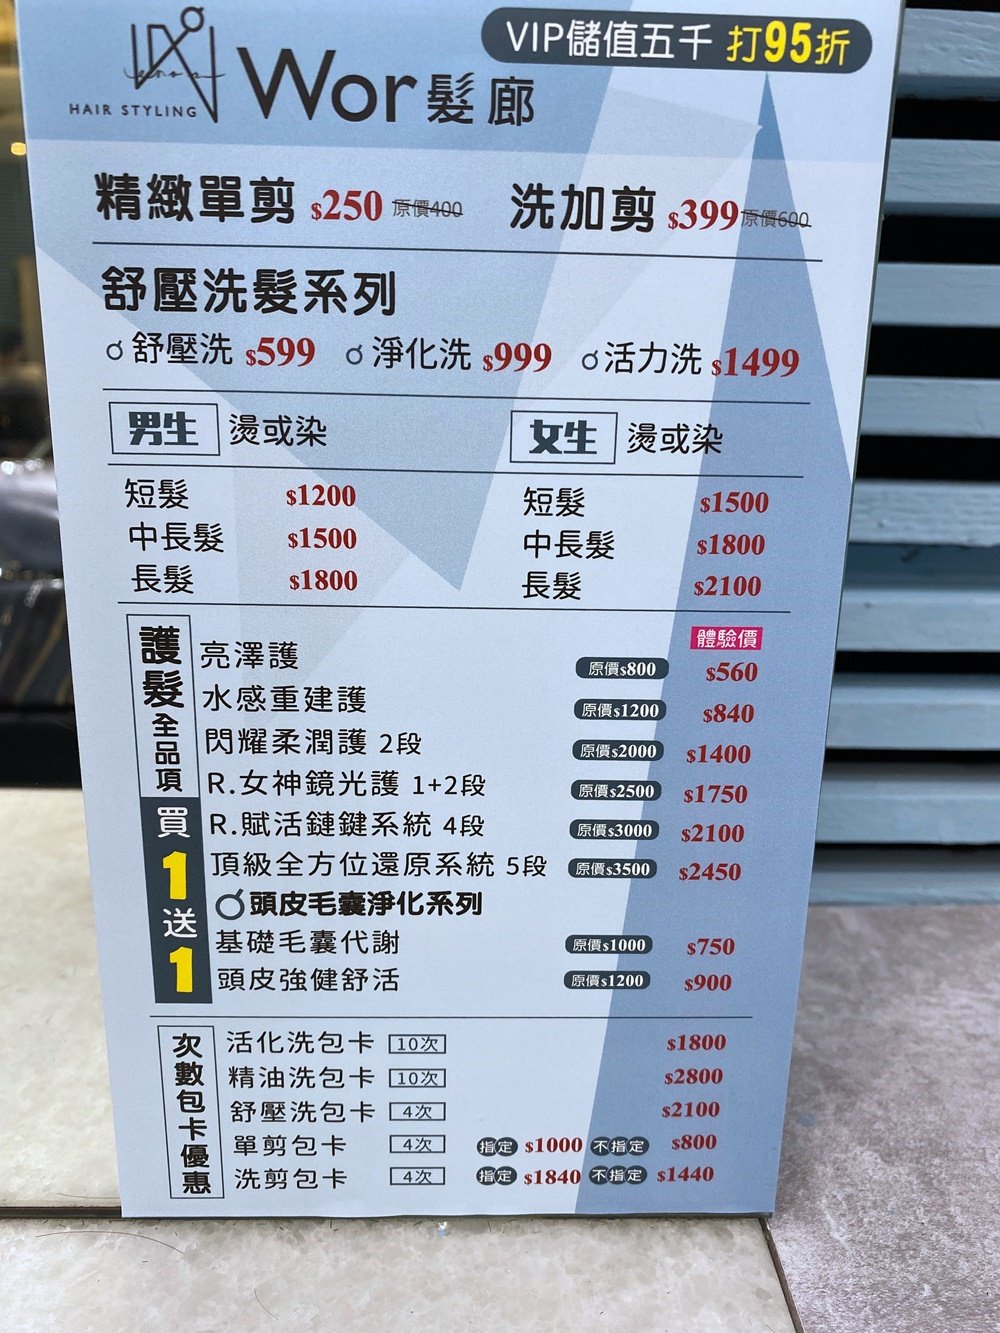 VIP儲值五千 打95折
HAIR STYLING
Wor髮廊
精緻單剪 $250 原價400 洗加剪 $399 原價600
舒壓洗髮系列
舒壓洗 $599 淨化洗 $999 活力洗 $1499
男生 燙或染 女生 燙或染
短髮 $1200 短髮 $1500
中長髮 $1500 中長髮 $1800
長髮 $1800 長髮 $2100
護髮全品項 買1送1
體驗價
亮澤護 原價$800 $560
水感重建護 原價$1200 $840
閃耀柔潤護 2段 原價$2000 $1400
R.女神鏡光護 1+2段 原價$2500 $1750
R.賦活鏈鍵系統 4段 原價$3000 $2100
頂級全方位還原系統 5段 原價$3500 $2450
頭皮毛囊淨化系列
基礎毛囊代謝 原價$1000 $750
頭皮強健舒活 原價$1200 $900
次數包卡優惠
活化洗包卡 10次 $1800
精油洗包卡 10次 $2800
舒壓洗包卡 4次 $2100
單剪包卡 4次 指定 $1000 不指定 $800
洗剪包卡 4次 指定 $1840 不指定 $1440